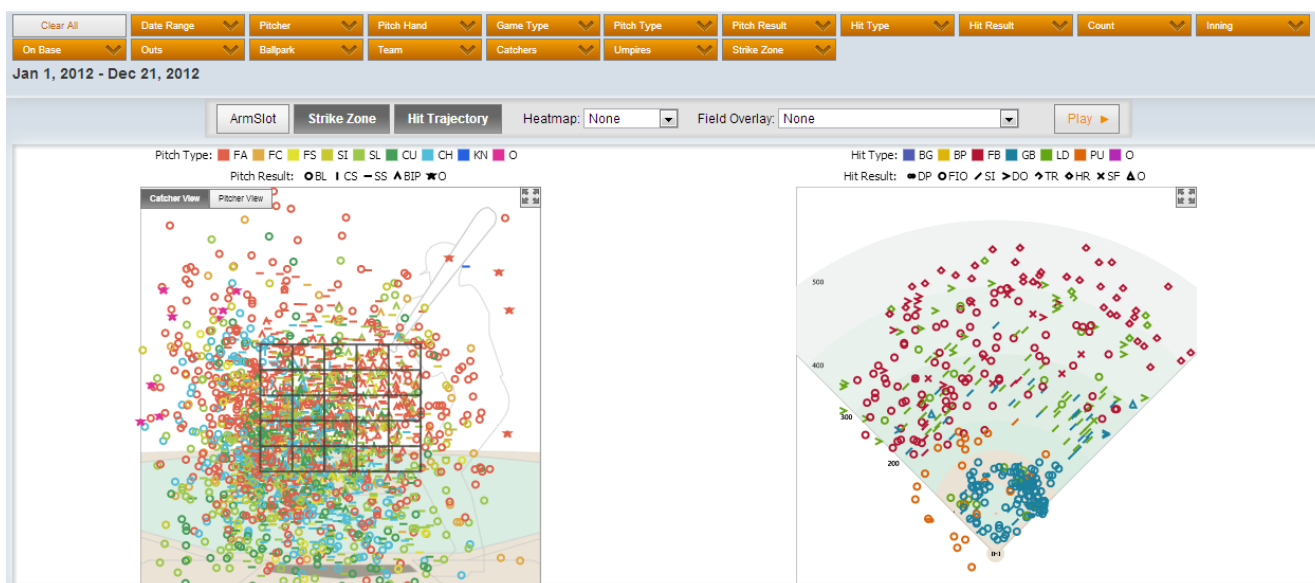 Clear All Date Range Pitcher Pitch Hand Game Type Pitch Type Pitch Result Hit Type Hit Result Count Inning
On Base Outs Ballpark Team Catchers Umpires Strike Zone
Jan 1, 2012 - Dec 21, 2012
ArmSlot Strike Zone Hit Trajectory Heatmap: None Field Overlay: None Play
Pitch Type: FA FC FS SI SL CU CH KN O
Pitch Result: BL CS SS BIP O
Catcher View Pitcher View
Hit Type: BG BP FB GB LD PU O
Hit Result: DP FIO SI DO TR HR SF O
500
400
300
200